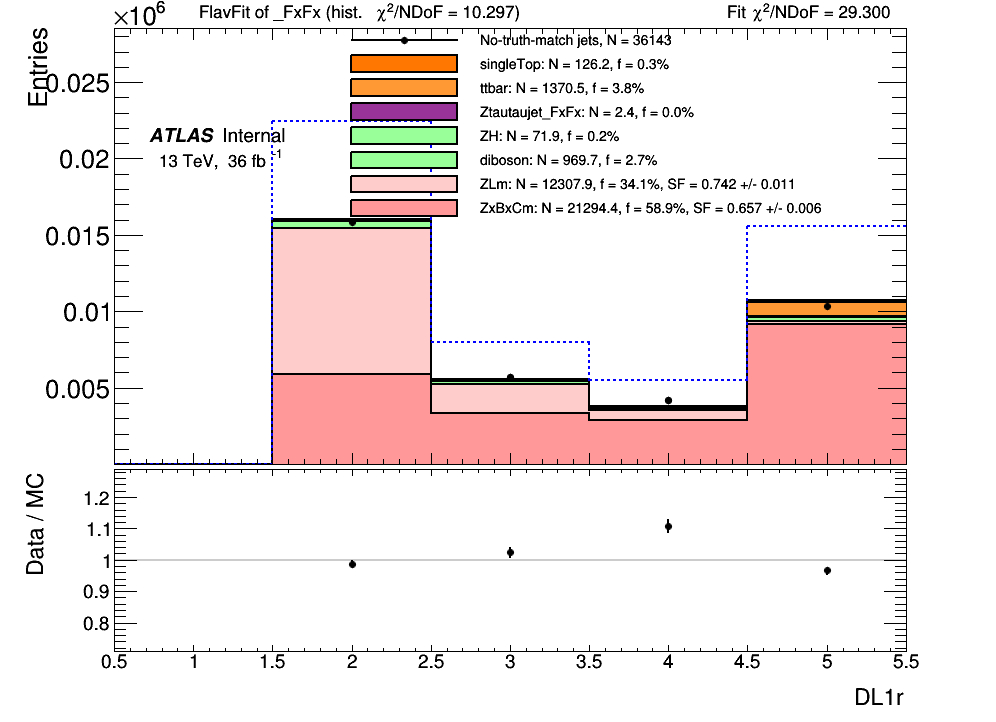 ×10⁶ FlavFit of _FxFx (hist. χ²/NDoF = 10.297) Fit χ²/NDoF = 29.300
Entries
No-truth-match jets, N = 36143
singleTop: N = 126.2, f = 0.3%
ttbar: N = 1370.5, f = 3.8%
Ztautaujet_FxFx: N = 2.4, f = 0.0%
ZH: N = 71.9, f = 0.2%
diboson: N = 969.7, f = 2.7%
ZLm: N = 12307.9, f = 34.1%, SF = 0.742 +/- 0.011
ZxBxCm: N = 21294.4, f = 58.9%, SF = 0.657 +/- 0.006
ATLAS Internal
13 TeV, 36 fb⁻¹
0.025
0.02
0.015
0.01
0.005
Data / MC
1.2
1.1
1
0.9
0.8
0.5 1 1.5 2 2.5 3 3.5 4 4.5 5 5.5
DL1r